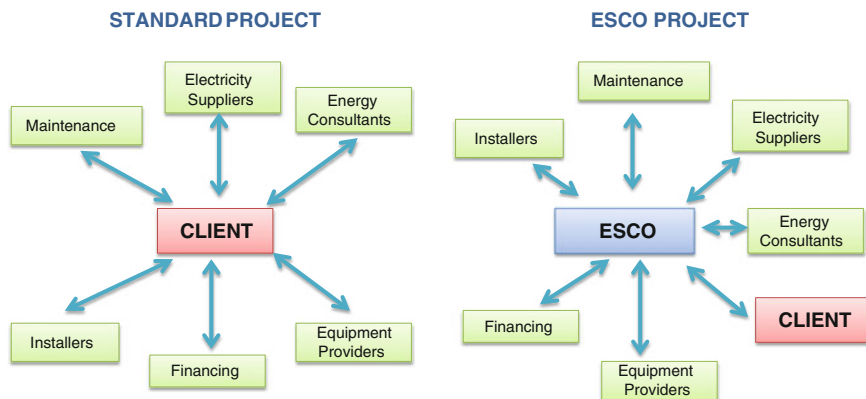 STANDARD PROJECT
Electricity
Suppliers
Energy
Consultants
Maintenance
CLIENT
Installers
Financing
Equipment
Providers
ESCO PROJECT
Maintenance
Electricity
Suppliers
Installers
ESCO
Energy
Consultants
Financing
CLIENT
Equipment
Providers